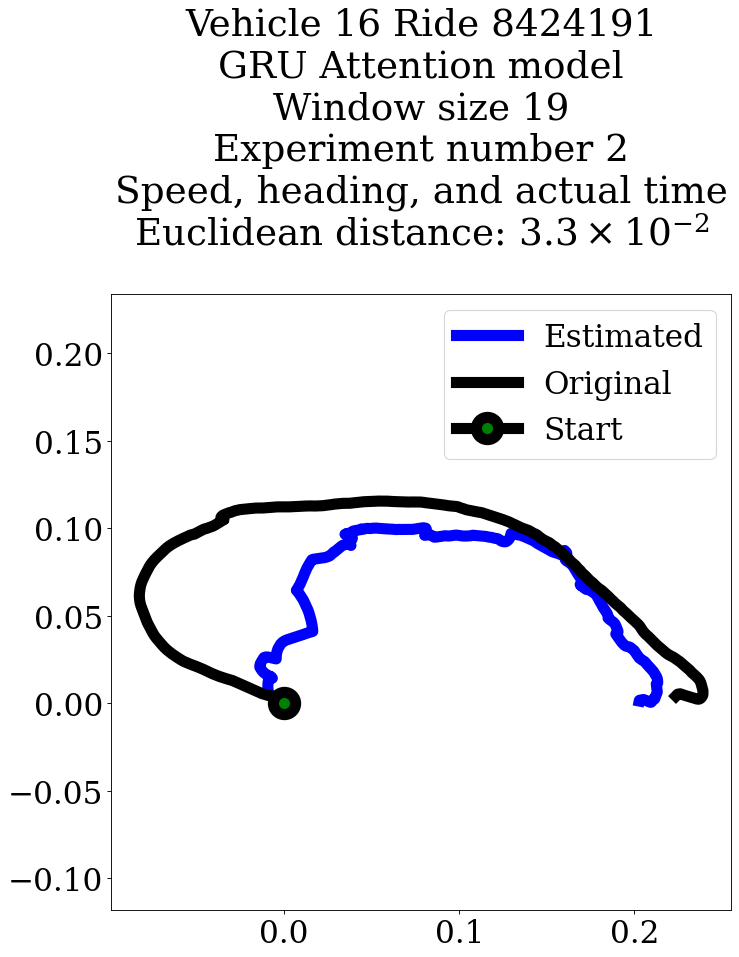 Vehicle 16 Ride 8424191
GRU Attention model
Window size 19
Experiment number 2
Speed, heading, and actual time
Euclidean distance: 3.3 × 10⁻²
Estimated
Original
Start
0.20
0.15
0.10
0.05
0.00
−0.05
−0.10
0.0 0.1 0.2